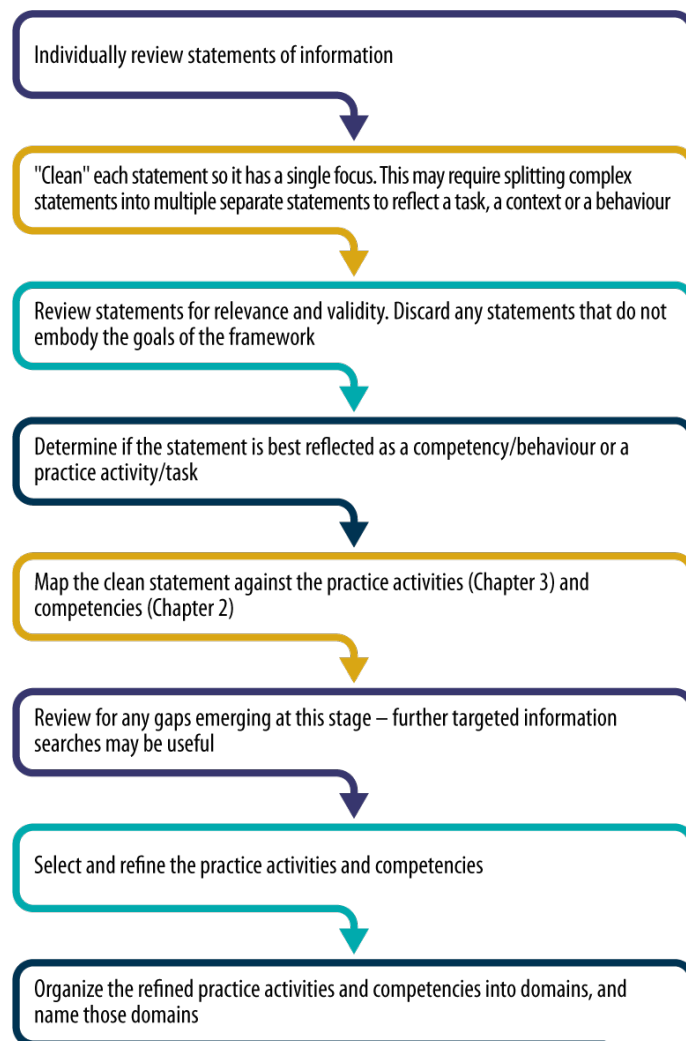 Individually review statements of information
"Clean" each statement so it has a single focus. This may require splitting complex
statements into multiple separate statements to reflect a task, a context or a behaviour
Review statements for relevance and validity. Discard any statements that do not
embody the goals of the framework
Determine if the statement is best reflected as a competency/behaviour or a
practice activity/task
Map the clean statement against the practice activities (Chapter 3) and
competencies (Chapter 2)
Review for any gaps emerging at this stage – further targeted information
searches may be useful
Select and refine the practice activities and competencies
Organize the refined practice activities and competencies into domains, and
name those domains